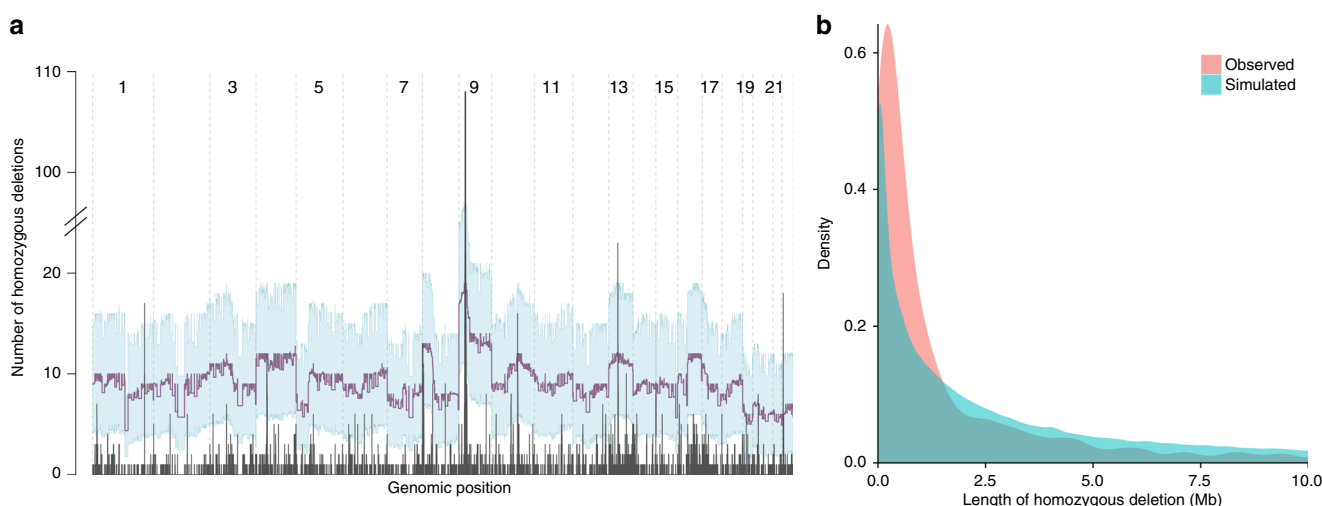 a
Number of homozygous deletions
110
100
20
10
0
1 3 5 7 9 11 13 15 17 19 21
Genomic position
b
Density
0.6
0.4
0.2
0.0
Observed
Simulated
0.0 2.5 5.0 7.5 10.0
Length of homozygous deletion (Mb)